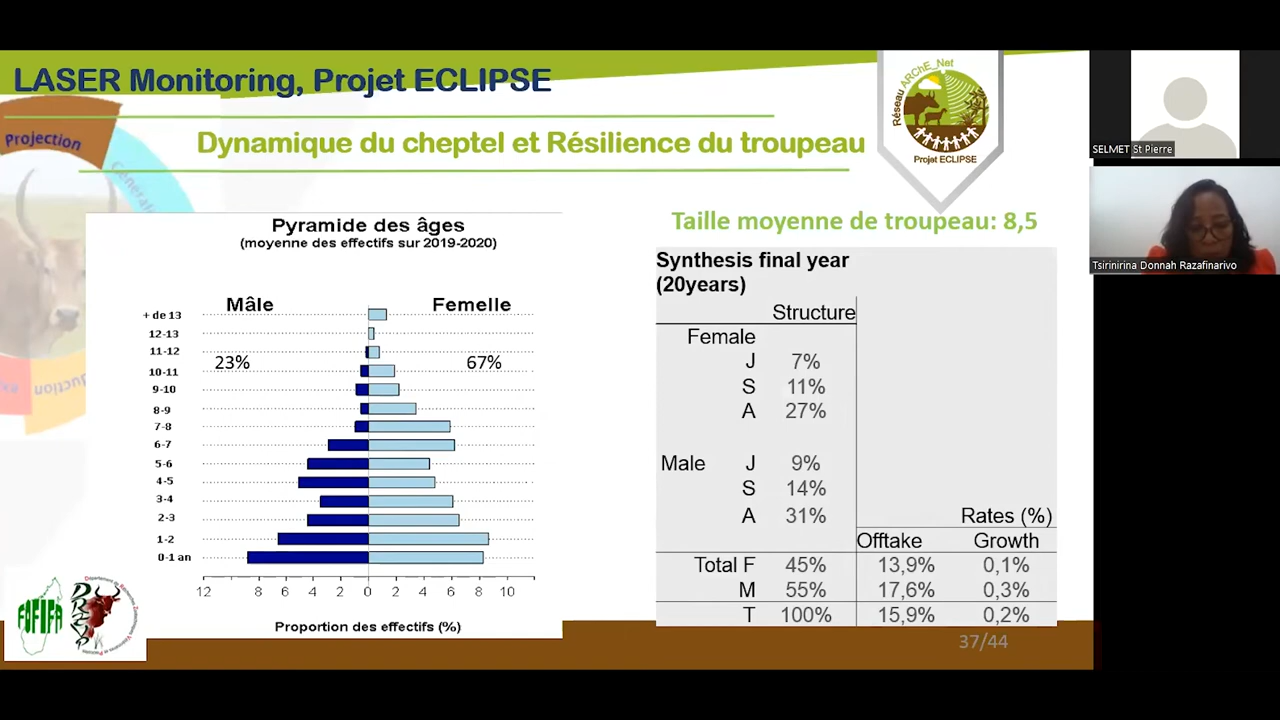 LASER Monitoring, Projet ECLIPSE
Dynamique du cheptel et Résilience du troupeau
Réseau ARChE_Net
Projet ECLIPSE
SELMET St Pierre
Tsirinirina Donnah Razafinarivo
Projection
Pyramide des âges
(moyenne des effectifs sur 2019-2020)
Mâle Femelle
+ de 13
12-13
11-12
23% 67%
10-11
9-10
8-9
7-8
6-7
5-6
4-5
3-4
2-3
1-2
0-1 an
12 8 6 4 2 0 2 4 6 8 10
Proportion des effectifs (%)
Taille moyenne de troupeau: 8,5
Synthesis final year
(20years)
Structure
Female
J 7%
S 11%
A 27%
Male J 9%
S 14%
A 31% Rates (%)
Offtake Growth
Total F 45% 13,9% 0,1%
M 55% 17,6% 0,3%
T 100% 15,9% 0,2%
37/44
FOFIFA
DRZVP